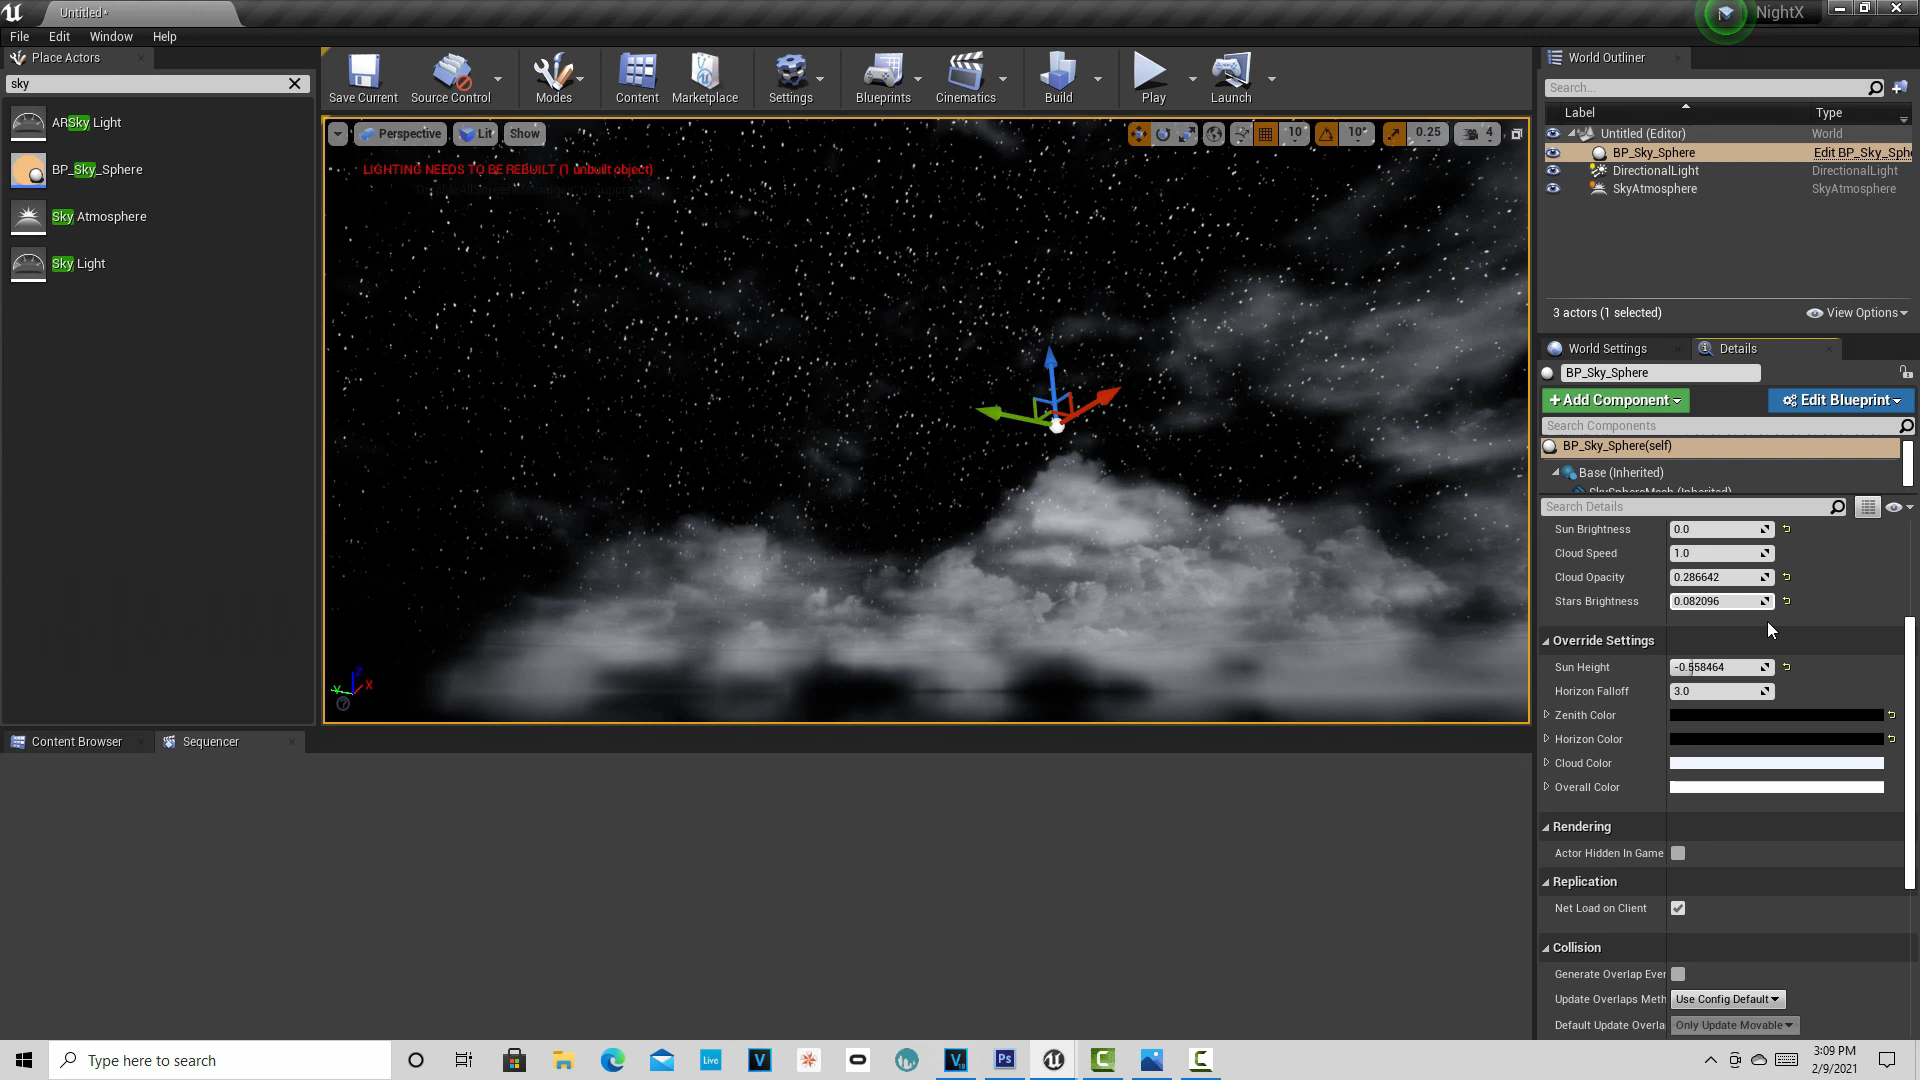 Untitled*
NightX
File Edit Window Help
Place Actors
sky
ARSky Light
BP_Sky_Sphere
Sky Atmosphere
Sky Light
Save Current
Source Control
Modes
Content
Marketplace
Settings
Blueprints
Cinematics
Build
Play
Launch
Perspective
Lit
Show
10
10°
0.25
4
LIGHTING NEEDS TO BE REBUILT (1 unbuilt object)
Z
Y
X
World Outliner
Search...
Label Type
Untitled (Editor) World
BP_Sky_Sphere Edit BP_Sky_Sphe
DirectionalLight DirectionalLight
SkyAtmosphere SkyAtmosphere
3 actors (1 selected)
View Options
World Settings
Details
BP_Sky_Sphere
+Add Component
Edit Blueprint
Search Components
BP_Sky_Sphere(self)
Base (Inherited)
SkySphereMesh (Inherited)
Search Details
Sun Brightness 0.0
Cloud Speed 1.0
Cloud Opacity 0.286642
Stars Brightness 0.082096
Override Settings
Sun Height -0.558464
Horizon Falloff 3.0
Zenith Color
Horizon Color
Cloud Color
Overall Color
Rendering
Actor Hidden In Game
Replication
Net Load on Client
Collision
Generate Overlap Ever
Update Overlaps Meth Use Config Default
Default Update Overla Only Update Movable
Content Browser
Sequencer
Type here to search
Live
V
V
Ps
3:09 PM
2/9/2021